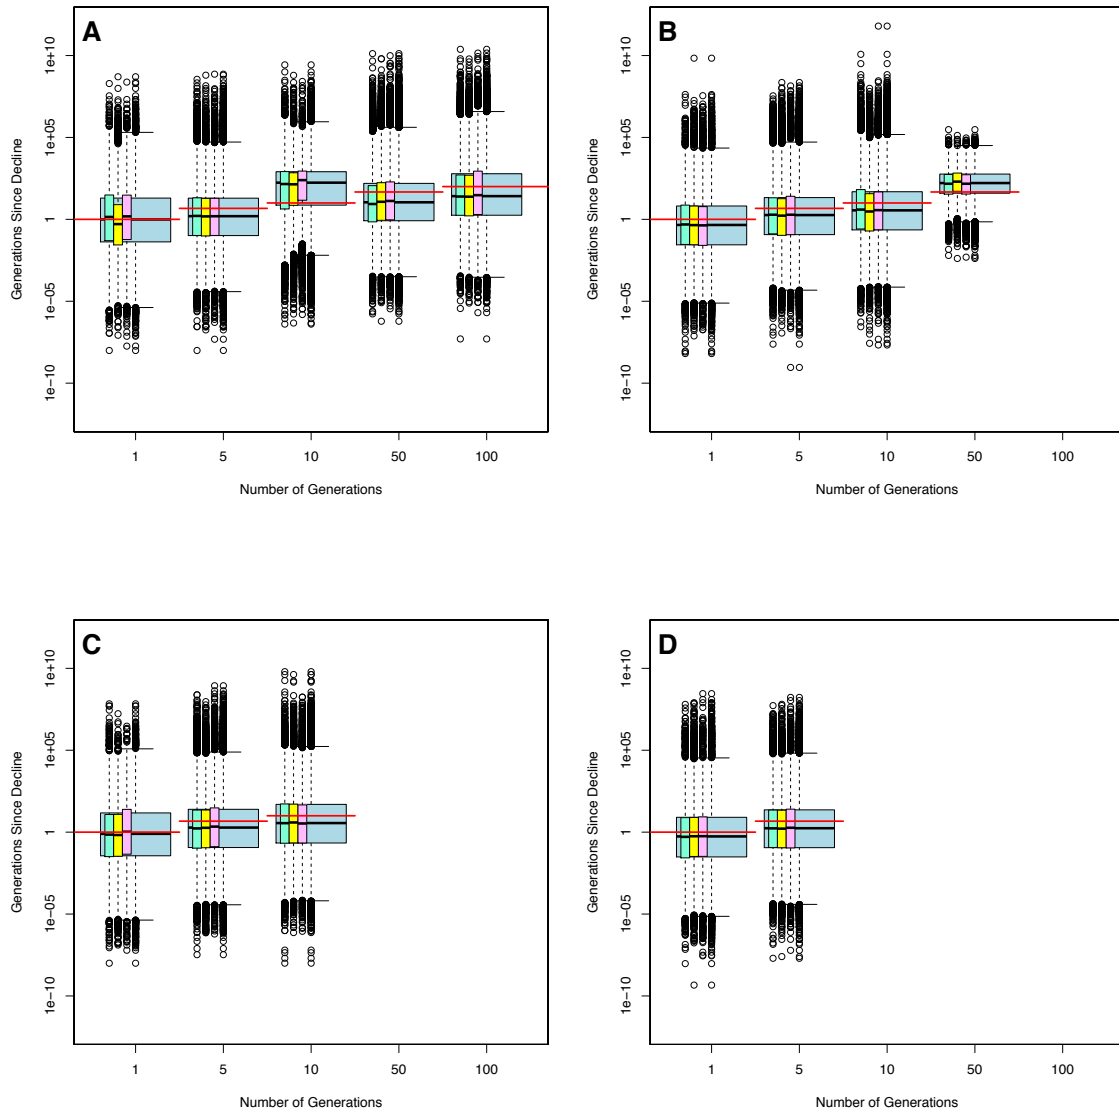 A
Generations Since Decline
1e+10
1e+05
1
1e-05
1e-10
1 5 10 50 100
Number of Generations
B
Generations Since Decline
1e+10
1e+05
1
1e-05
1e-10
1 5 10 50 100
Number of Generations
C
Generations Since Decline
1e+10
1e+05
1
1e-05
1e-10
1 5 10 50 100
Number of Generations
D
Generations Since Decline
1e+10
1e+05
1
1e-05
1e-10
1 5 10 50 100
Number of Generations